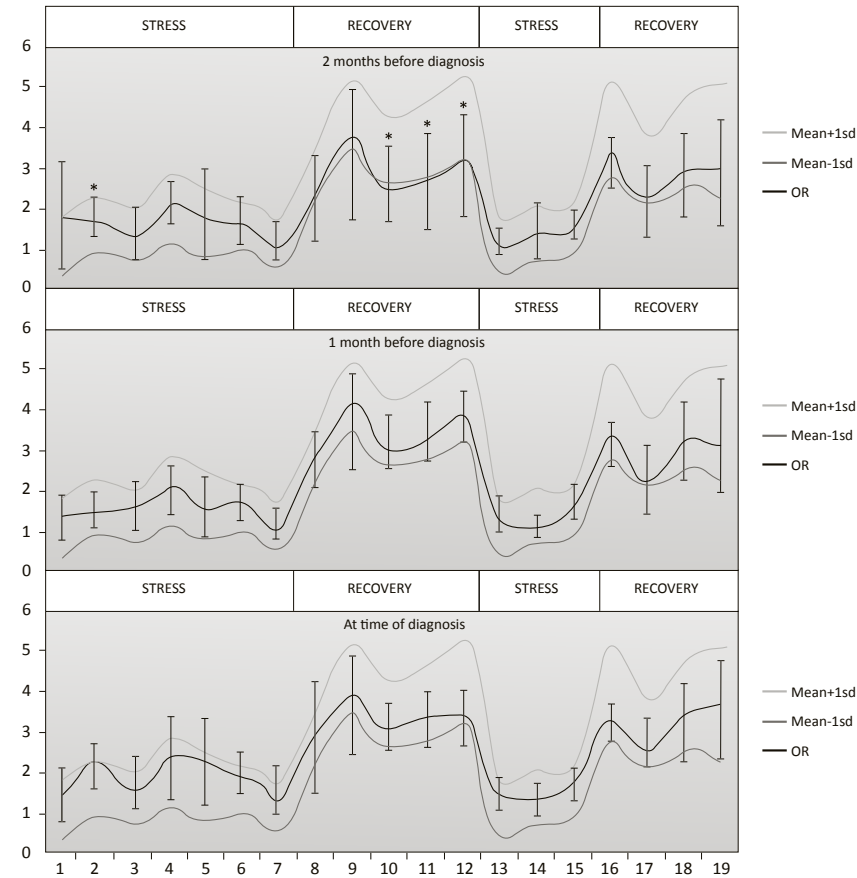 STRESS RECOVERY STRESS RECOVERY
6
2 months before diagnosis
5
4
3
2
1
0
* * * *
Mean+1sd
Mean-1sd
OR
STRESS RECOVERY STRESS RECOVERY
6
1 month before diagnosis
5
4
3
2
1
0
Mean+1sd
Mean-1sd
OR
STRESS RECOVERY STRESS RECOVERY
6
At time of diagnosis
5
4
3
2
1
0
Mean+1sd
Mean-1sd
OR
1 2 3 4 5 6 7 8 9 10 11 12 13 14 15 16 17 18 19